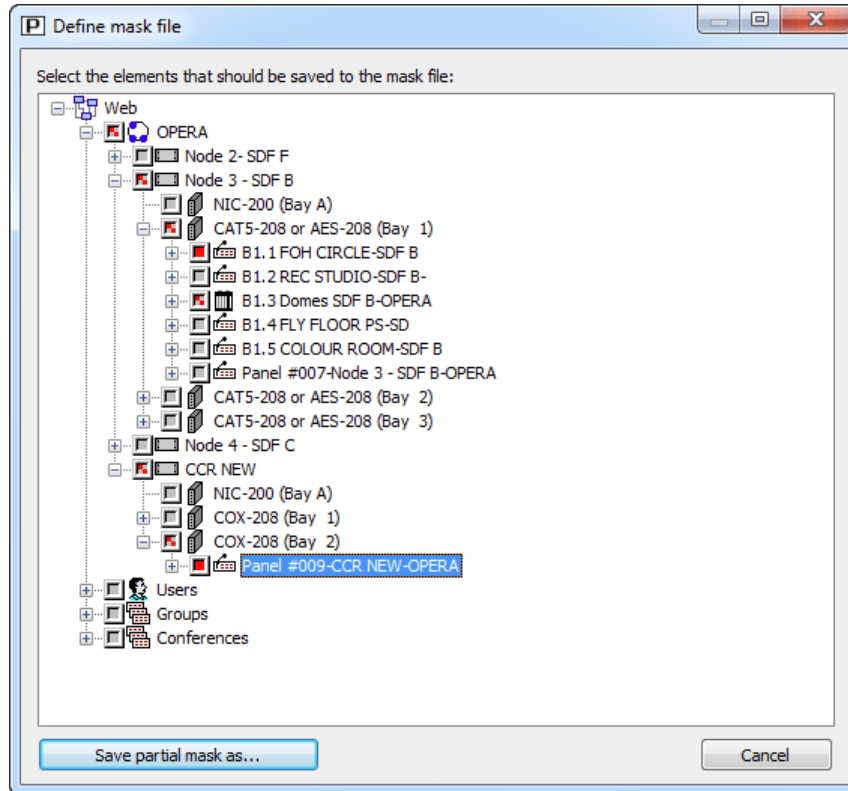 P Define mask file
Select the elements that should be saved to the mask file:
Web
OPERA
Node 2- SDF F
Node 3 - SDF B
NIC-200 (Bay A)
CAT5-208 or AES-208 (Bay 1)
B1.1 FOH CIRCLE-SDF B
B1.2 REC STUDIO-SDF B-
B1.3 Domes SDF B-OPERA
B1.4 FLY FLOOR PS-SD
B1.5 COLOUR ROOM-SDF B
Panel #007-Node 3 - SDF B-OPERA
CAT5-208 or AES-208 (Bay 2)
CAT5-208 or AES-208 (Bay 3)
Node 4 - SDF C
CCR NEW
NIC-200 (Bay A)
COX-208 (Bay 1)
COX-208 (Bay 2)
Panel #009-CCR NEW-OPERA
Users
Groups
Conferences
Save partial mask as... Cancel